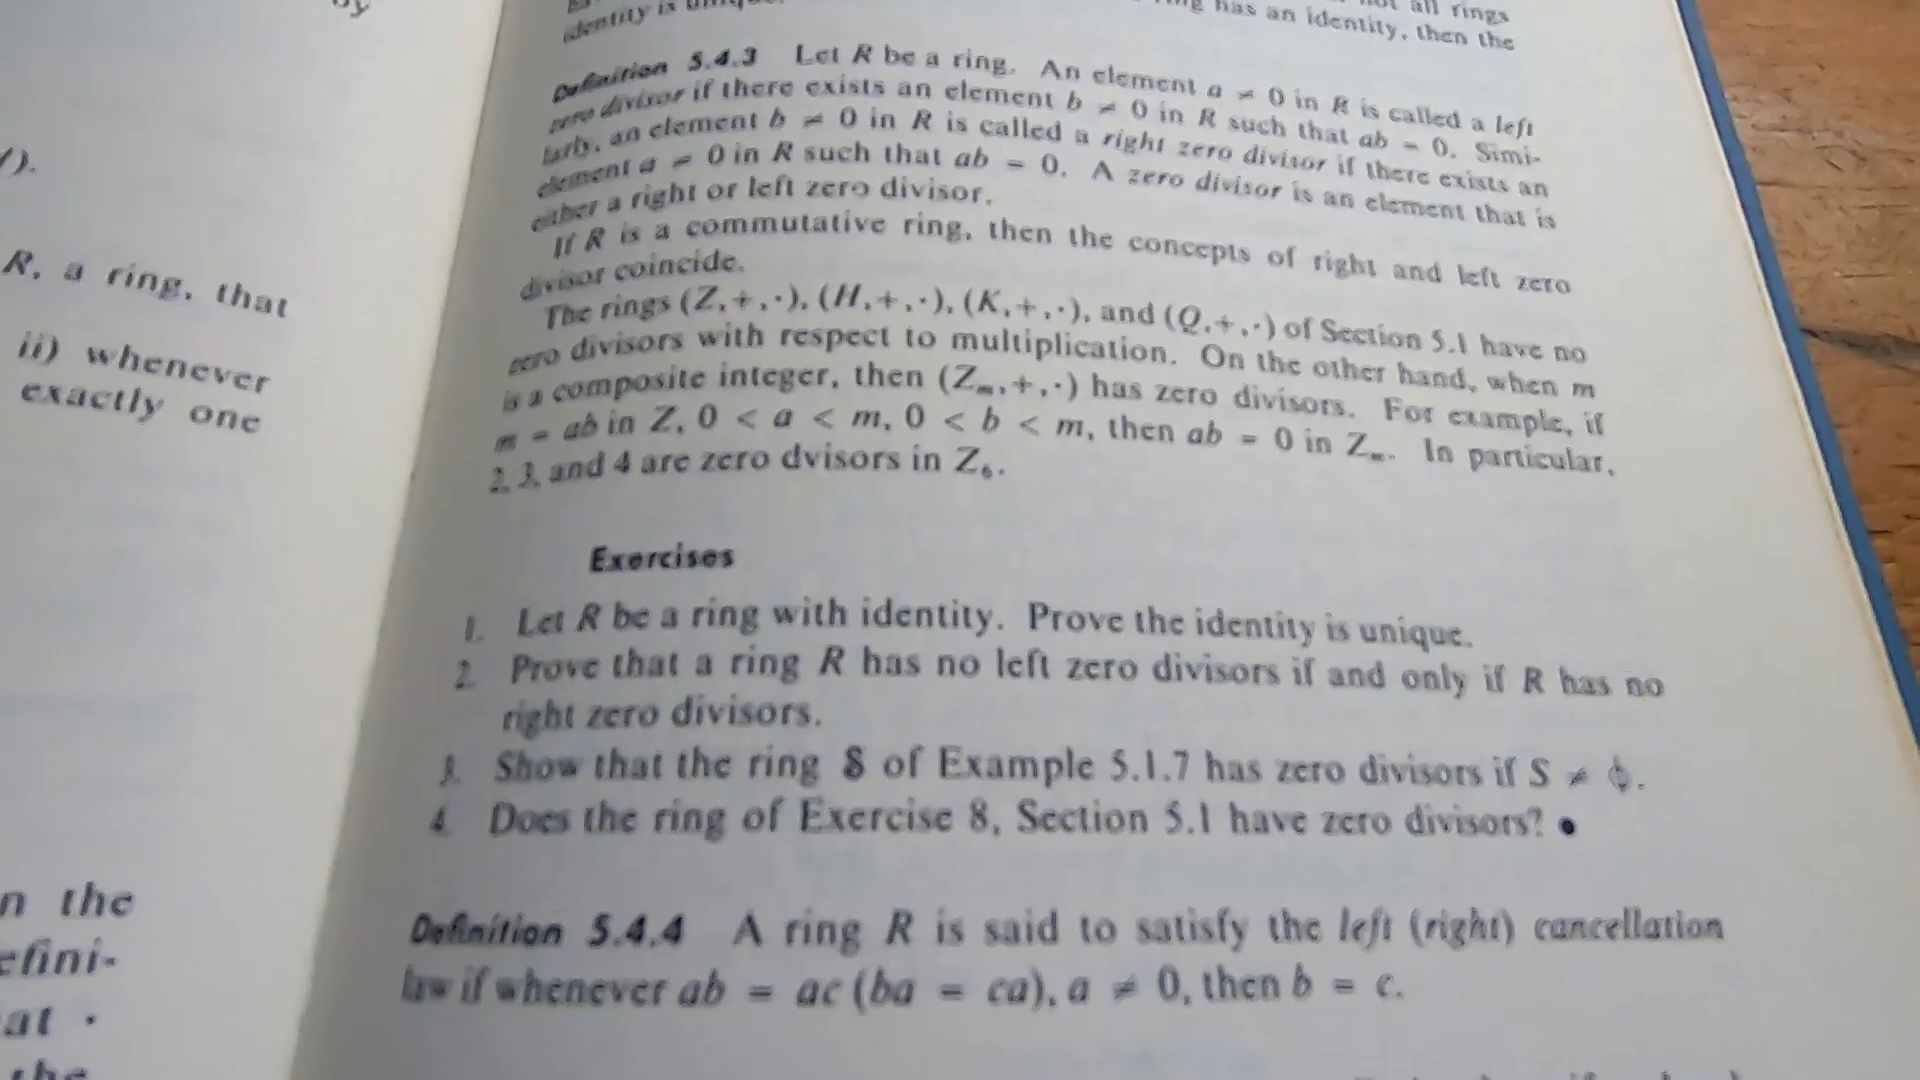 R, a ring, that
ii) whenever
exactly one
n the
efini-
at ·
the
not all rings
identity is unique. ring has an identity, then the
Definition 5.4.3 Let R be a ring. An element a ≠ 0 in R is called a left
zero divisor if there exists an element b ≠ 0 in R such that ab = 0. Simi-
larly, an element b ≠ 0 in R is called a right zero divisor if there exists an
element a ≠ 0 in R such that ab = 0. A zero divisor is an element that is
either a right or left zero divisor.
If R is a commutative ring, then the concepts of right and left zero
divisor coincide.
The rings (Z,+,·), (H,+,·), (K,+,·), and (Q,+,·) of Section 5.1 have no
zero divisors with respect to multiplication. On the other hand, when m
is a composite integer, then (Zₘ,+,·) has zero divisors. For example, if
m = ab in Z, 0 < a < m, 0 < b < m, then ab = 0 in Zₘ. In particular,
2, 3, and 4 are zero dvisors in Z₆.
Exercises
1. Let R be a ring with identity. Prove the identity is unique.
2. Prove that a ring R has no left zero divisors if and only if R has no
right zero divisors.
3. Show that the ring S of Example 5.1.7 has zero divisors if S ≠ ϕ.
4. Does the ring of Exercise 8, Section 5.1 have zero divisors? •
Definition 5.4.4 A ring R is said to satisfy the left (right) cancellation
law if whenever ab = ac (ba = ca), a ≠ 0, then b = c.